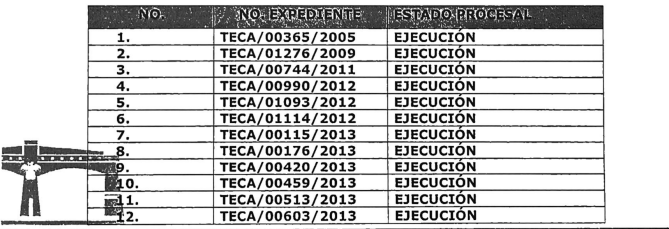 NO. NO. EXPEDIENTE ESTADO PROCESAL
1. TECA/00365/2005 EJECUCIÓN
2. TECA/01276/2009 EJECUCIÓN
3. TECA/00744/2011 EJECUCIÓN
4. TECA/00990/2012 EJECUCIÓN
5. TECA/01093/2012 EJECUCIÓN
6. TECA/01114/2012 EJECUCIÓN
7. TECA/00115/2013 EJECUCIÓN
8. TECA/00176/2013 EJECUCIÓN
9. TECA/00420/2013 EJECUCIÓN
10. TECA/00459/2013 EJECUCIÓN
11. TECA/00513/2013 EJECUCIÓN
12. TECA/00603/2013 EJECUCIÓN